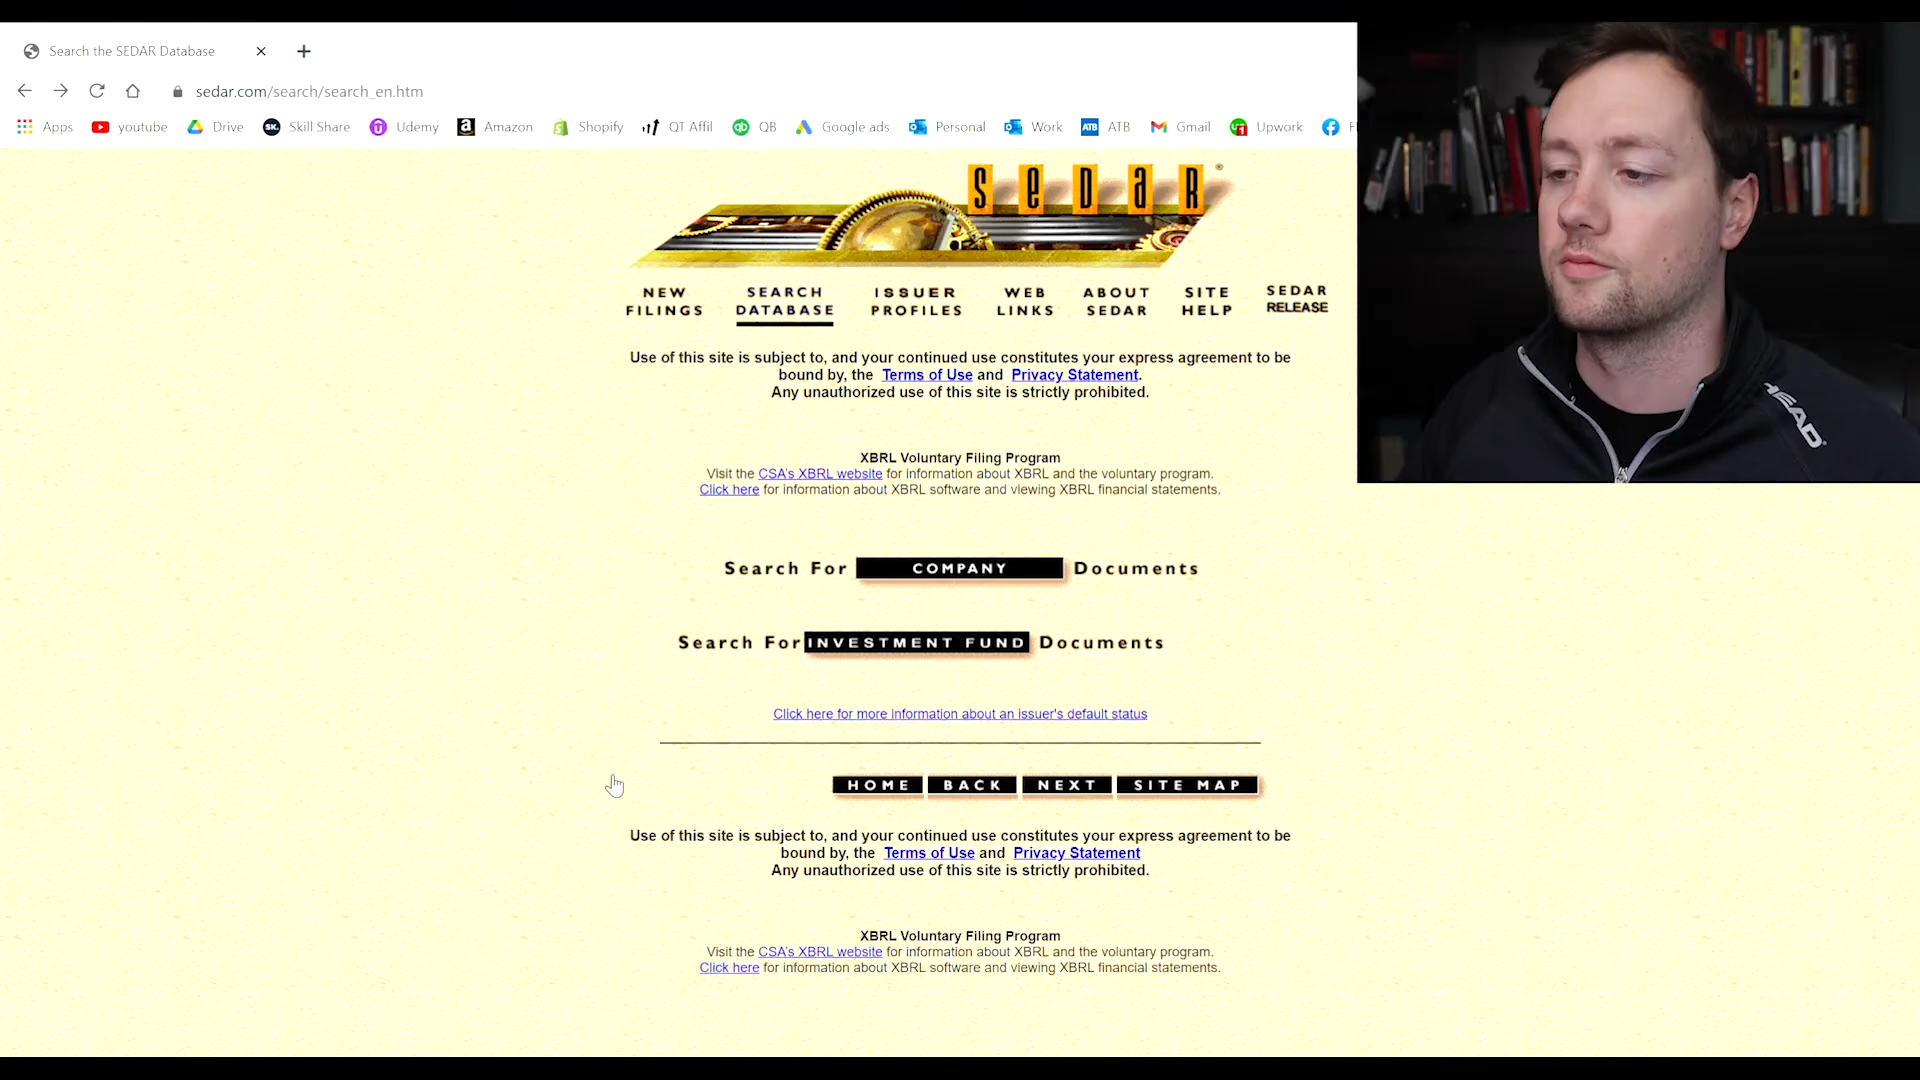 Search the SEDAR Database
sedar.com/search/search_en.htm
Apps youtube Drive SK. Skill Share Udemy a Amazon Shopify QT Affil qb QB Google ads Personal Work ATB ATB Gmail Upwork
SEDAR ®
NEW FILINGS
SEARCH DATABASE
ISSUER PROFILES
WEB LINKS
ABOUT SEDAR
SITE HELP
SEDAR RELEASE
Use of this site is subject to, and your continued use constitutes your express agreement to be
bound by, the Terms of Use and Privacy Statement.
Any unauthorized use of this site is strictly prohibited.
XBRL Voluntary Filing Program
Visit the CSA's XBRL website for information about XBRL and the voluntary program.
Click here for information about XBRL software and viewing XBRL financial statements.
Search For COMPANY Documents
Search For INVESTMENT FUND Documents
Click here for more information about an issuer's default status
HOME BACK NEXT SITE MAP
Use of this site is subject to, and your continued use constitutes your express agreement to be
bound by, the Terms of Use and Privacy Statement
Any unauthorized use of this site is strictly prohibited.
XBRL Voluntary Filing Program
Visit the CSA's XBRL website for information about XBRL and the voluntary program.
Click here for information about XBRL software and viewing XBRL financial statements.
HEAD